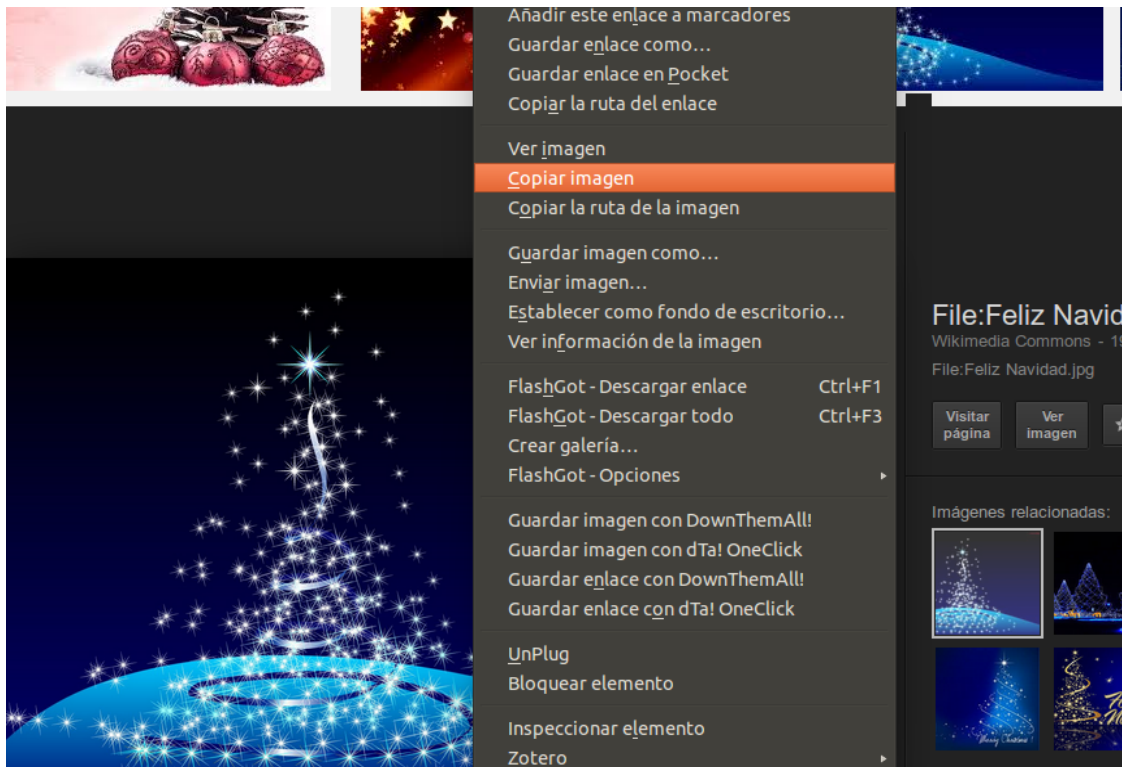 Añadir este enlace a marcadores
Guardar enlace como...
Guardar enlace en Pocket
Copiar la ruta del enlace
Ver imagen
Copiar imagen
Copiar la ruta de la imagen
Guardar imagen como...
Enviar imagen...
Establecer como fondo de escritorio...
Ver información de la imagen
FlashGot - Descargar enlace Ctrl+F1
FlashGot - Descargar todo Ctrl+F3
Crear galería...
FlashGot - Opciones
Guardar imagen con DownThemAll!
Guardar imagen con dTa! OneClick
Guardar enlace con DownThemAll!
Guardar enlace con dTa! OneClick
UnPlug
Bloquear elemento
Inspeccionar elemento
Zotero
File:Feliz Navid
Wikimedia Commons - 19
File:Feliz Navidad.jpg
Visitar página
Ver imagen
Imágenes relacionadas:
Merry Christmas !